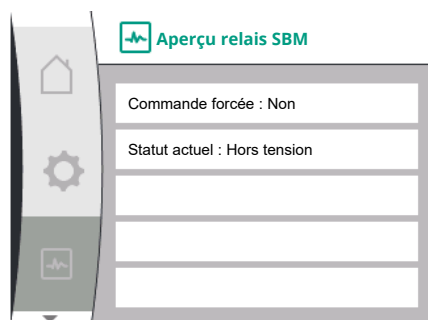 Aperçu relais SBM
Commande forcée : Non
Statut actuel : Hors tension